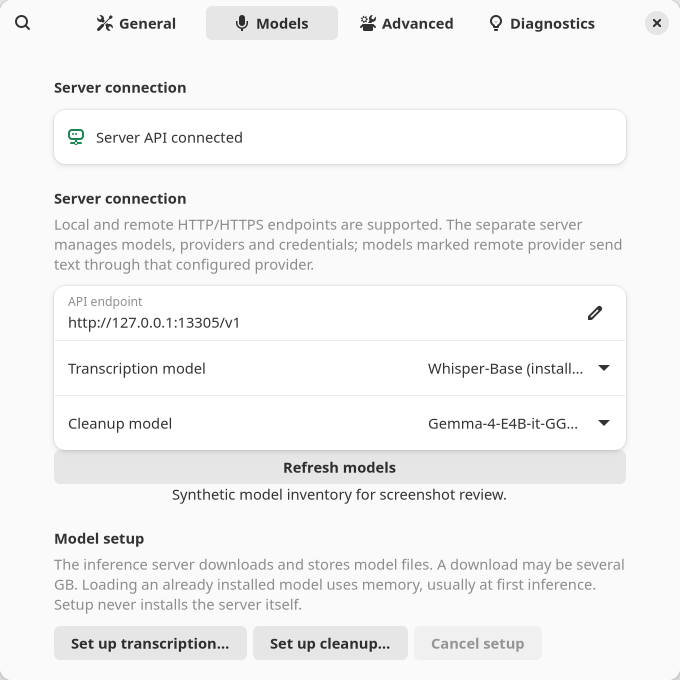 General
Models
Advanced
Diagnostics
Server connection
Server API connected
Server connection
Local and remote HTTP/HTTPS endpoints are supported. The separate server
manages models, providers and credentials; models marked remote provider send
text through that configured provider.
API endpoint
http://127.0.0.1:13305/v1
Transcription model
Whisper-Base (install...
Cleanup model
Gemma-4-E4B-it-GG...
Refresh models
Synthetic model inventory for screenshot review.
Model setup
The inference server downloads and stores model files. A download may be several
GB. Loading an already installed model uses memory, usually at first inference.
Setup never installs the server itself.
Set up transcription...
Set up cleanup...
Cancel setup